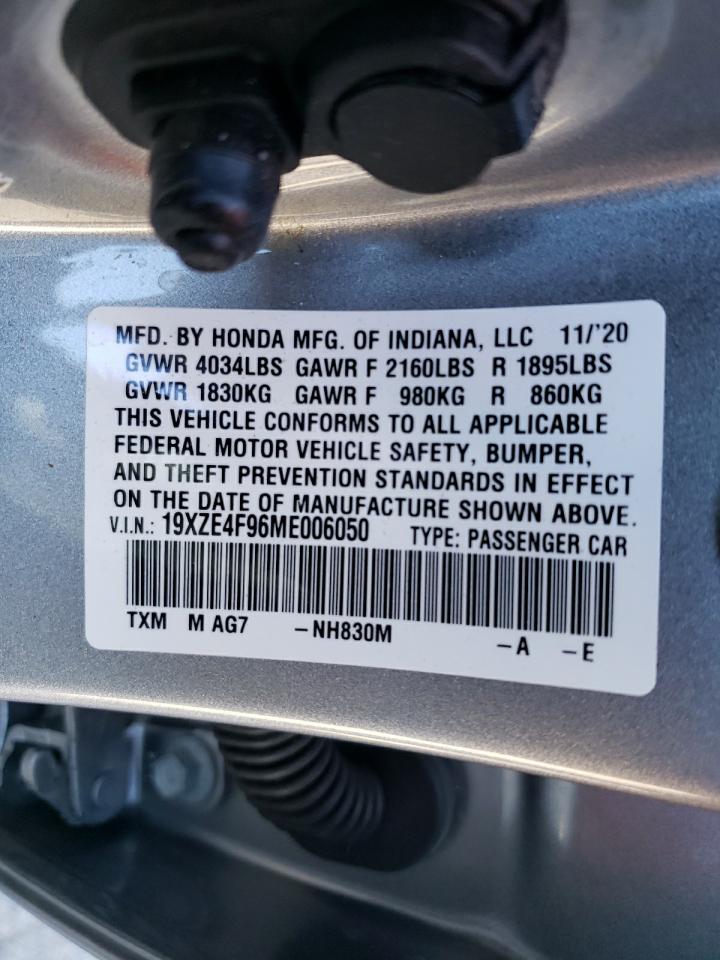 MFD. BY HONDA MFG. OF INDIANA, LLC 11/'20
GVWR 4034LBS GAWR F 2160LBS R 1895LBS
GVWR 1830KG GAWR F 980KG R 860KG
THIS VEHICLE CONFORMS TO ALL APPLICABLE
FEDERAL MOTOR VEHICLE SAFETY, BUMPER,
AND THEFT PREVENTION STANDARDS IN EFFECT
ON THE DATE OF MANUFACTURE SHOWN ABOVE.
V.I.N.: 19XZE4F96ME006050 TYPE: PASSENGER CAR
TXM M AG7 -NH830M -A -E